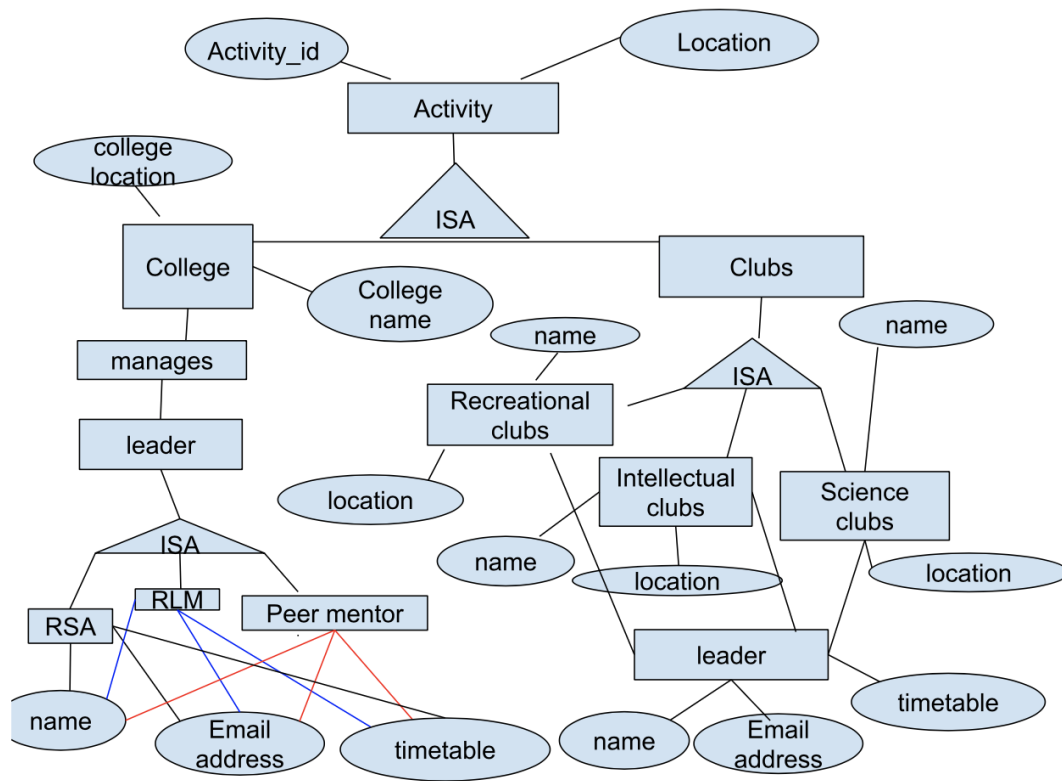 Activity_id
Location
Activity
college
location
ISA
College
Clubs
College
name
name
name
manages
ISA
Recreational
clubs
leader
Intellectual
clubs
Science
clubs
location
ISA
name
location
location
RLM
Peer mentor
RSA
leader
name
Email
address
timetable
name
Email
address
timetable